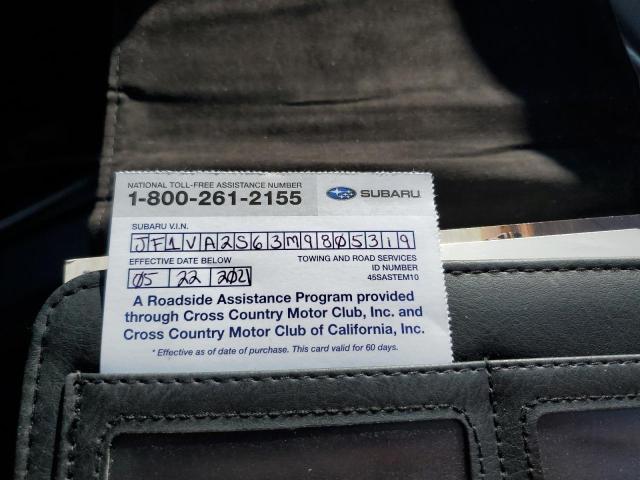 NATIONAL TOLL-FREE ASSISTANCE NUMBER
1-800-261-2155
SUBARU
SUBARU V.I.N.
JF1VA2S63M9805319
EFFECTIVE DATE BELOW
TOWING AND ROAD SERVICES
ID NUMBER
05 22 2021
45SASTEM10
A Roadside Assistance Program provided
through Cross Country Motor Club, Inc. and
Cross Country Motor Club of California, Inc.
* Effective as of date of purchase. This card valid for 60 days.